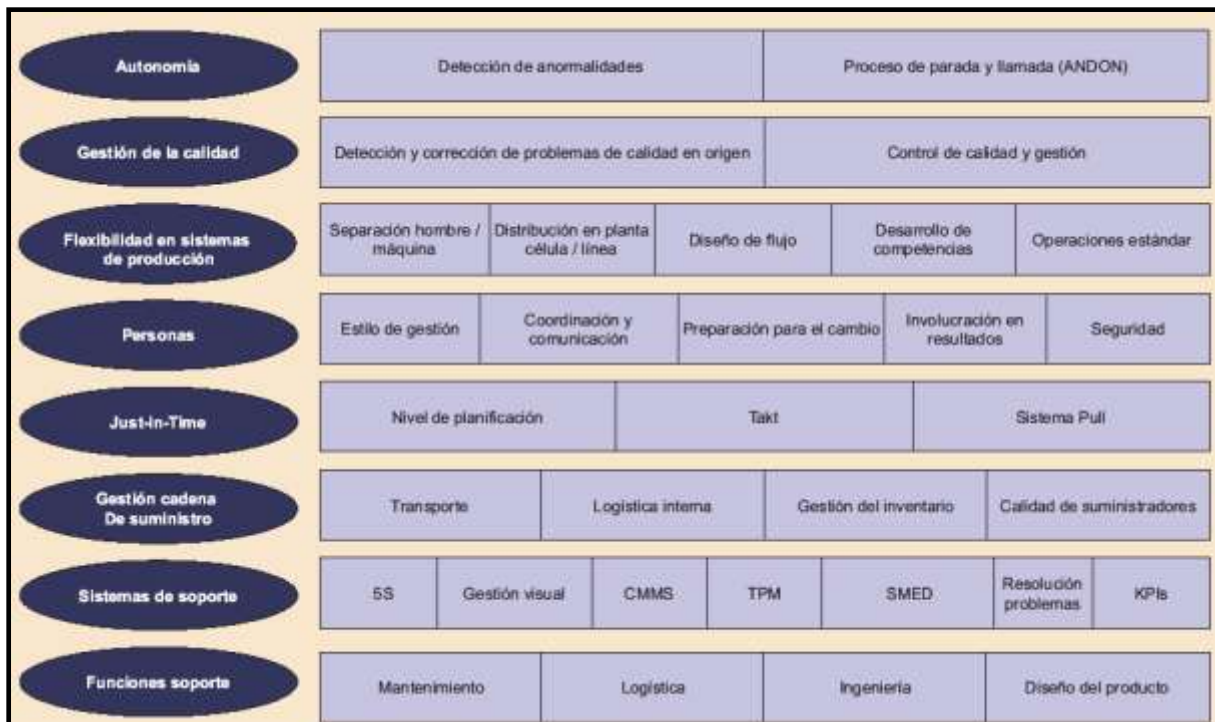 Autonomía
Detección de anormalidades
Proceso de parada y llamada (ANDON)
Gestión de la calidad
Detección y corrección de problemas de calidad en origen
Control de calidad y gestión
Flexibilidad en sistemas
de producción
Separación hombre /
máquina
Distribución en planta
célula / línea
Diseño de flujo
Desarrollo de
competencias
Operaciones estándar
Personas
Estilo de gestión
Coordinación y
comunicación
Preparación para el cambio
Involucración en
resultados
Seguridad
Just-in-Time
Nivel de planificación
Takt
Sistema Pull
Gestión cadena
De suministro
Transporte
Logística interna
Gestión del inventario
Calidad de suministradores
Sistemas de soporte
5S
Gestión visual
CMMS
TPM
SMED
Resolución
problemas
KPIs
Funciones soporte
Mantenimiento
Logística
Ingeniería
Diseño del producto